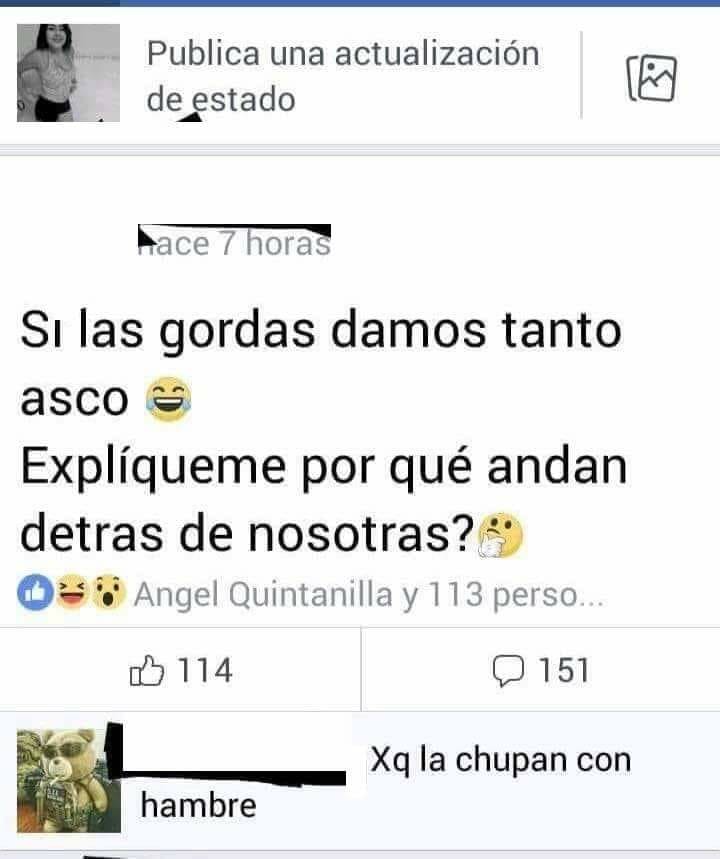 Publica una actualización
de estado
hace 7 horas
Si las gordas damos tanto
asco 😂
Explíqueme por qué andan
detras de nosotras?🤔
Angel Quintanilla y 113 perso...
114
151
Xq la chupan con
hambre